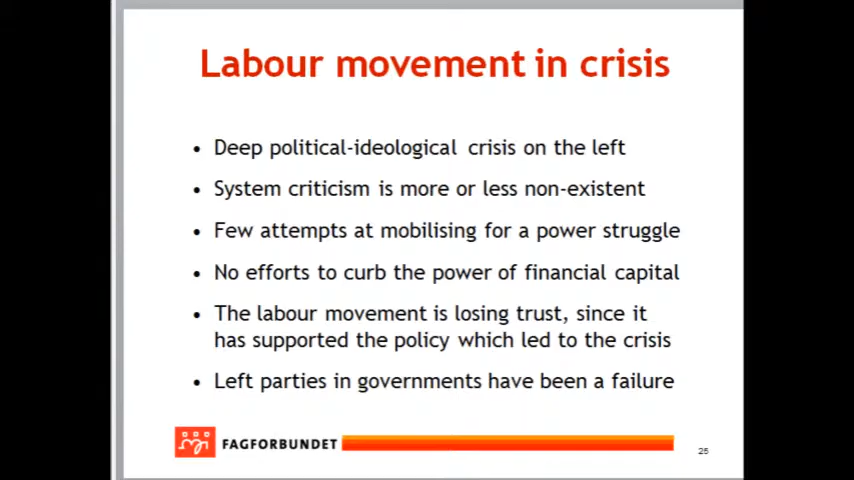 Labour movement in crisis
• Deep political-ideological crisis on the left
• System criticism is more or less non-existent
• Few attempts at mobilising for a power struggle
• No efforts to curb the power of financial capital
• The labour movement is losing trust, since it
has supported the policy which led to the crisis
• Left parties in governments have been a failure
FAGFORBUNDET
25